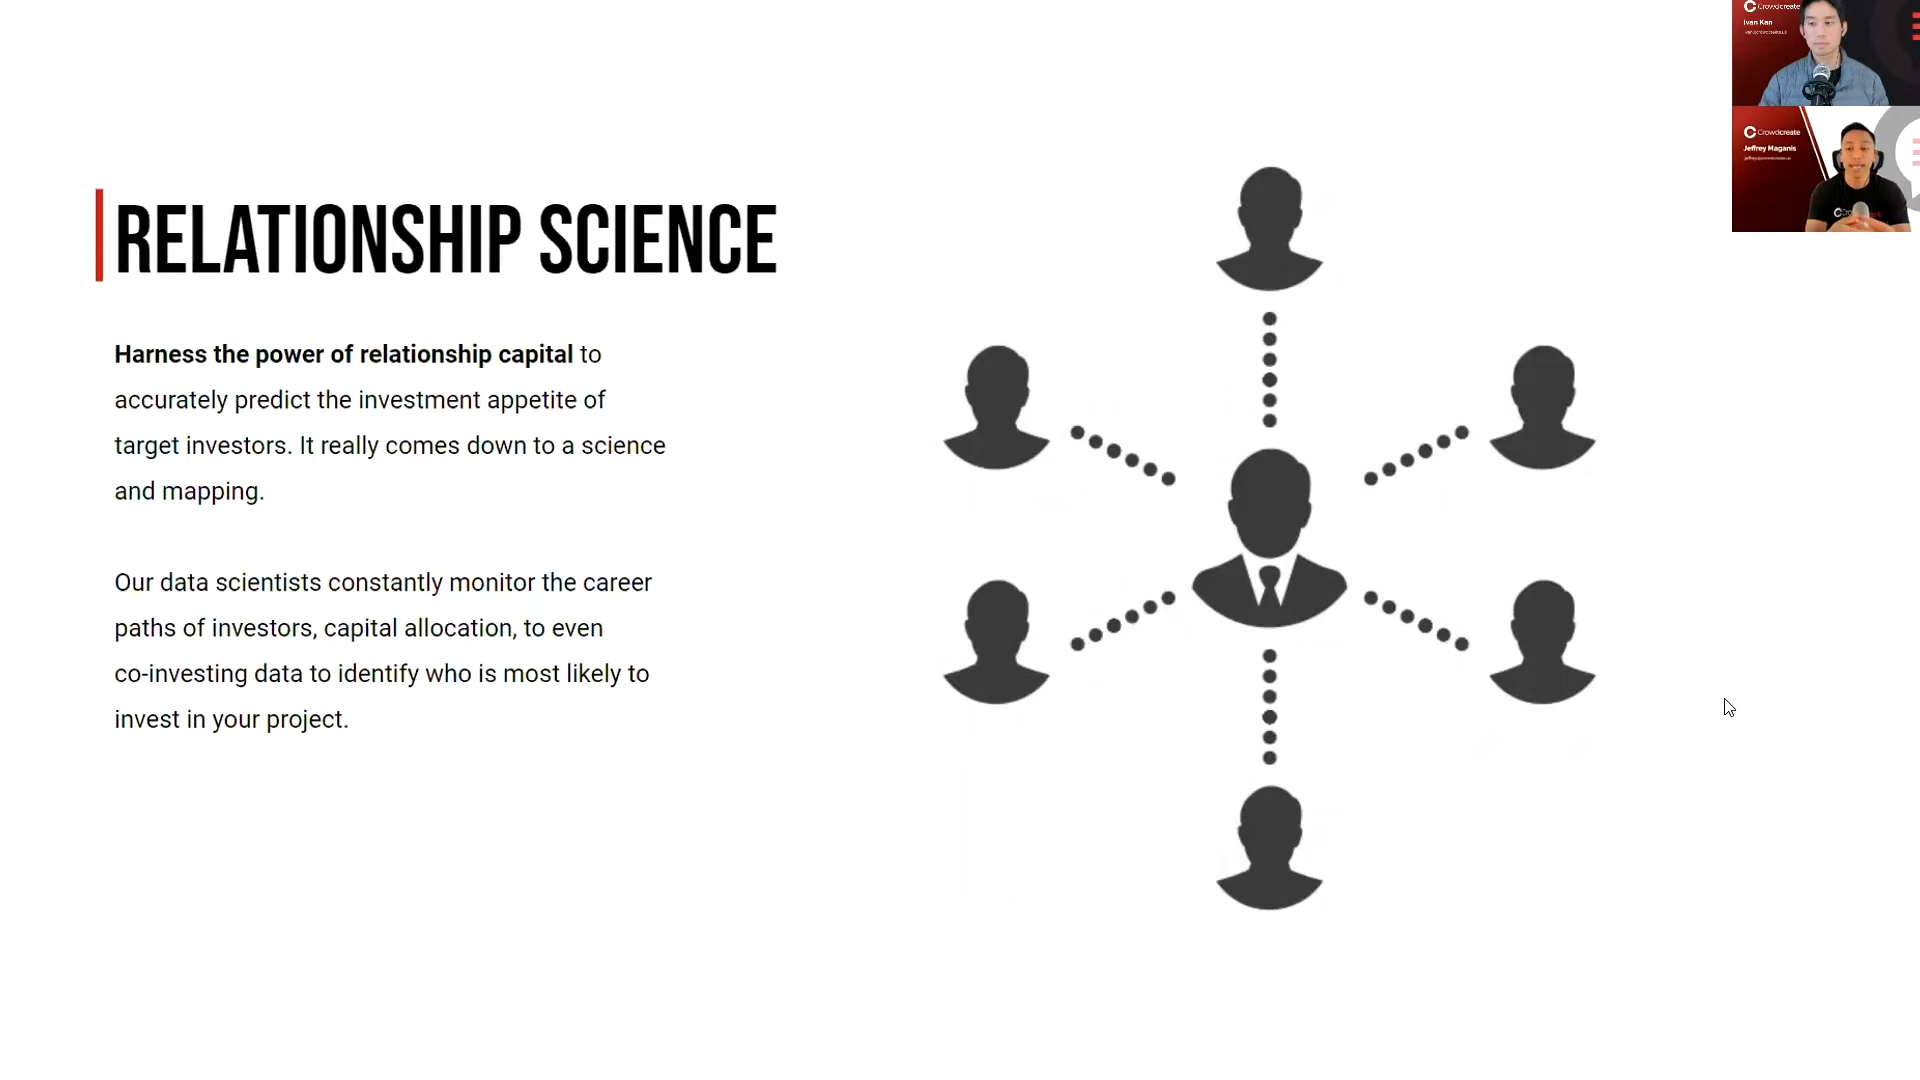 Crowdcreate
Ivan Kan
Crowdcreate
Jeffrey Maganis
RELATIONSHIP SCIENCE
Harness the power of relationship capital to
accurately predict the investment appetite of
target investors. It really comes down to a science
and mapping.
Our data scientists constantly monitor the career
paths of investors, capital allocation, to even
co-investing data to identify who is most likely to
invest in your project.